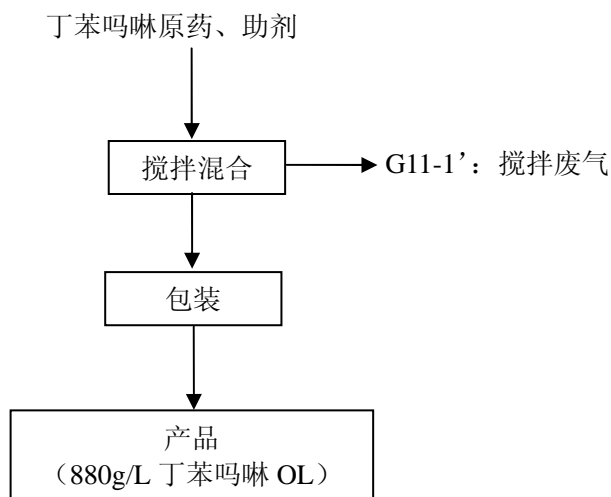 丁苯吗啉原药、助剂
搅拌混合
G11-1’：搅拌废气
包装
产品
（880g/L 丁苯吗啉 OL）